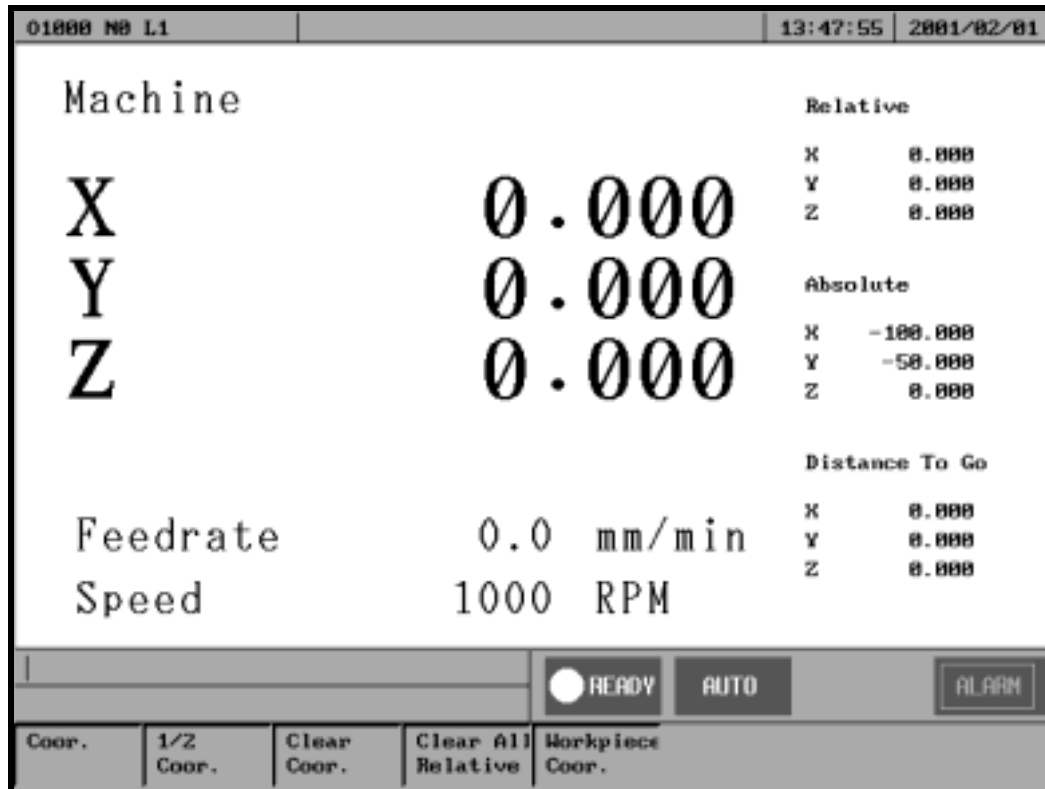 O1000 N0 L1 13:47:55 2001/02/01
Machine
X 0.000
Y 0.000
Z 0.000
Feedrate 0.0 mm/min
Speed 1000 RPM
Relative
X 0.000
Y 0.000
Z 0.000
Absolute
X -100.000
Y -50.000
Z 0.000
Distance To Go
X 0.000
Y 0.000
Z 0.000
READY AUTO ALARM
Coor. 1/2 Coor. Clear Coor. Clear All Relative Workpiece Coor.